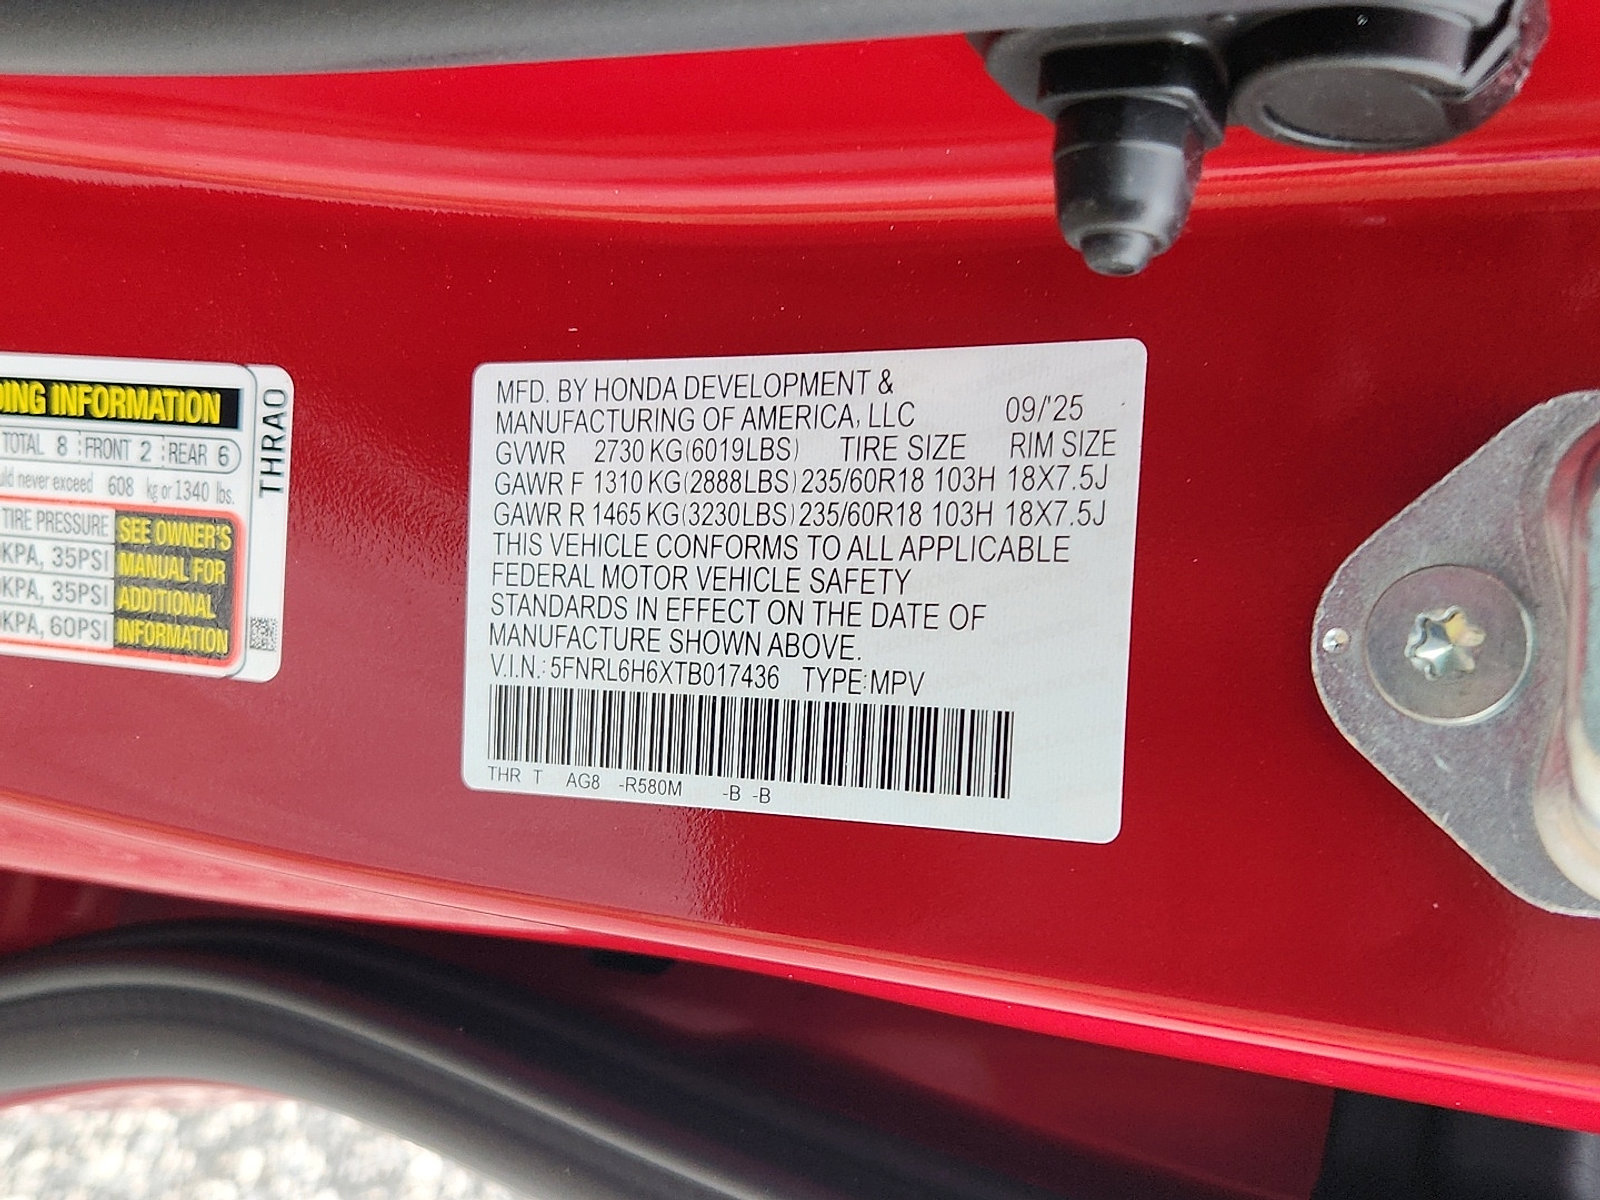 DING INFORMATION
TOTAL 8 FRONT 2 REAR 6
uld never exceed 608 kg or 1340 lbs.
TIRE PRESSURE
KPA, 35PSI
KPA, 35PSI
KPA, 60PSI
SEE OWNER'S
MANUAL FOR
ADDITIONAL
INFORMATION
THRAO
MFD. BY HONDA DEVELOPMENT &
MANUFACTURING OF AMERICA, LLC 09/'25
GVWR 2730 KG(6019LBS) TIRE SIZE RIM SIZE
GAWR F 1310 KG(2888LBS) 235/60R18 103H 18X7.5J
GAWR R 1465 KG(3230LBS) 235/60R18 103H 18X7.5J
THIS VEHICLE CONFORMS TO ALL APPLICABLE
FEDERAL MOTOR VEHICLE SAFETY
STANDARDS IN EFFECT ON THE DATE OF
MANUFACTURE SHOWN ABOVE.
V.I.N.: 5FNRL6H6XTB017436 TYPE:MPV
THR T AG8 -R580M -B -B